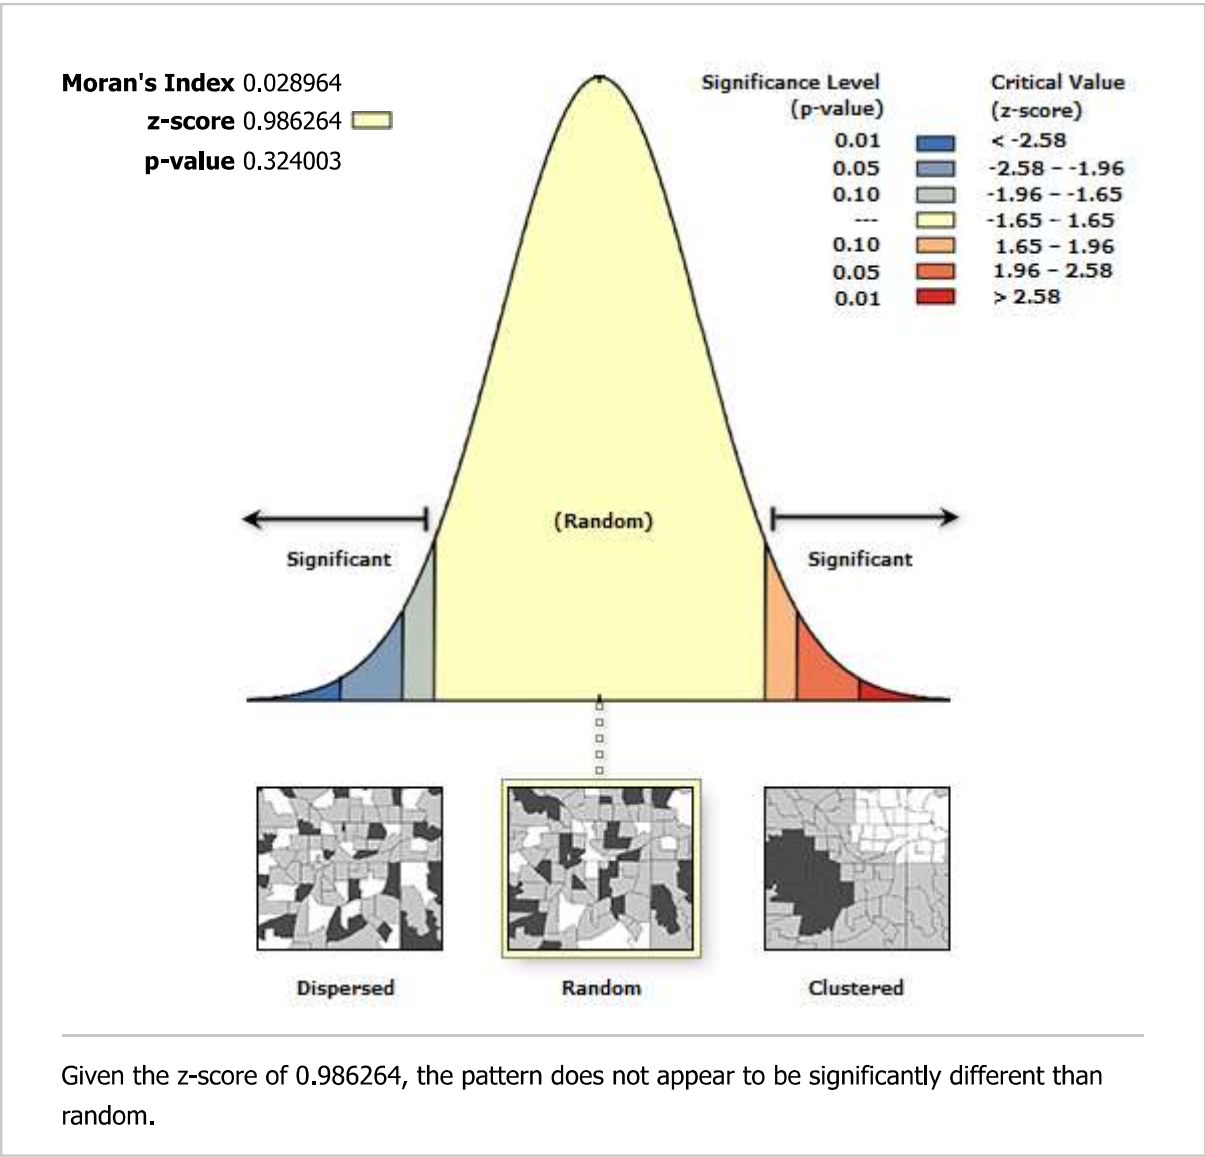 Moran's Index 0.028964
z-score 0.986264
p-value 0.324003
Significance Level
(p-value)
Critical Value
(z-score)
0.01 < -2.58
0.05 -2.58 – -1.96
0.10 -1.96 – -1.65
--- -1.65 – 1.65
0.10 1.65 – 1.96
0.05 1.96 – 2.58
0.01 > 2.58
(Random)
Significant
Significant
Dispersed
Random
Clustered
Given the z-score of 0.986264, the pattern does not appear to be significantly different than
random.